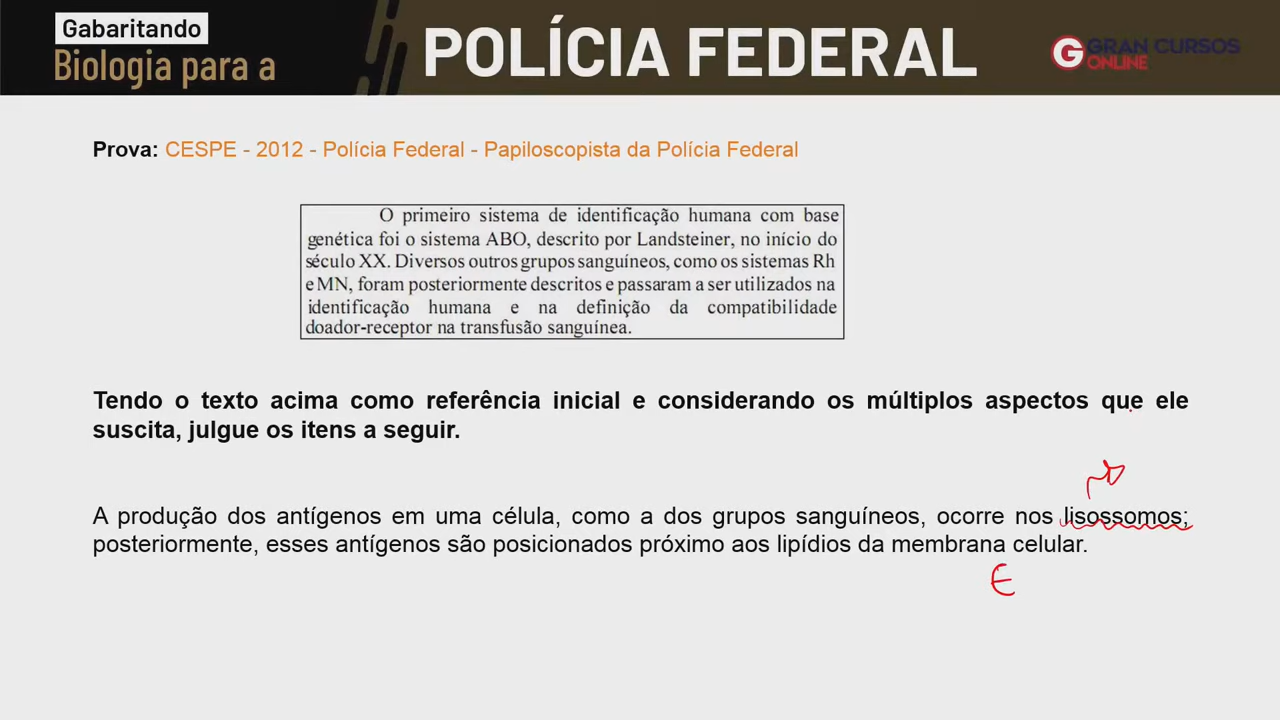 Gabaritando
Biologia para a
POLÍCIA FEDERAL
G GRAN CURSOS
ONLINE
Prova: CESPE - 2012 - Polícia Federal - Papiloscopista da Polícia Federal
O primeiro sistema de identificação humana com base
genética foi o sistema ABO, descrito por Landsteiner, no início do
século XX. Diversos outros grupos sanguíneos, como os sistemas Rh
e MN, foram posteriormente descritos e passaram a ser utilizados na
identificação humana e na definição da compatibilidade
doador-receptor na transfusão sanguínea.
Tendo o texto acima como referência inicial e considerando os múltiplos aspectos que ele
suscita, julgue os itens a seguir.
A produção dos antígenos em uma célula, como a dos grupos sanguíneos, ocorre nos lisossomos;
posteriormente, esses antígenos são posicionados próximo aos lipídios da membrana celular.
E